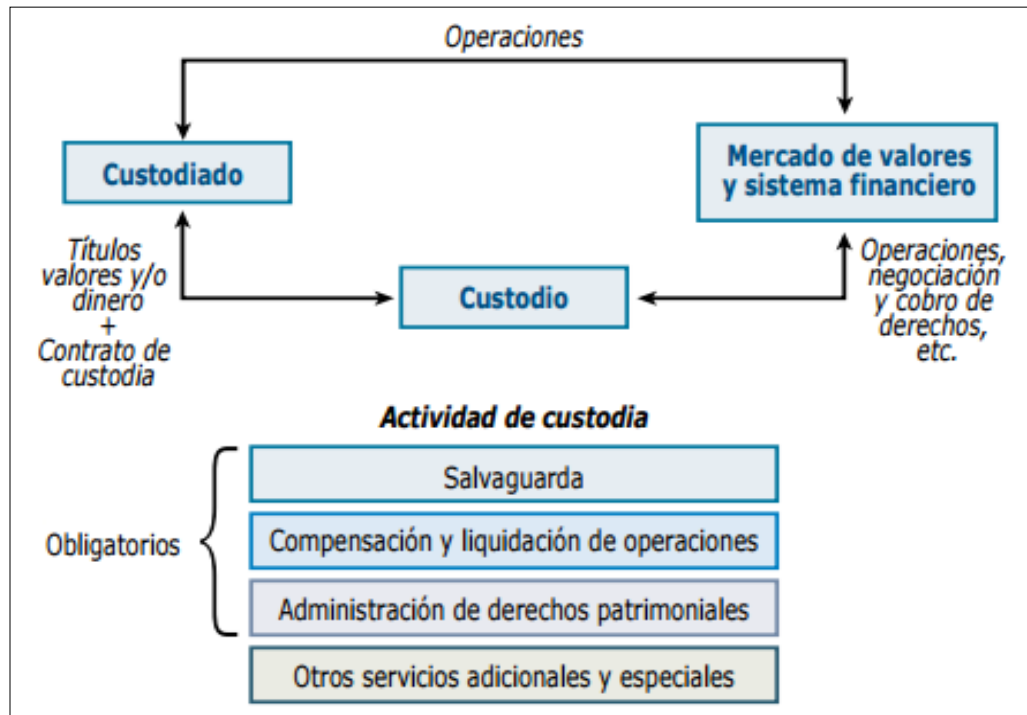 Operaciones
Custodiado
Mercado de valores
y sistema financiero
Títulos
valores y/o
dinero
+
Contrato de
custodia
Custodio
Operaciones,
negociación
y cobro de
derechos,
etc.
Actividad de custodia
Obligatorios
Salvaguarda
Compensación y liquidación de operaciones
Administración de derechos patrimoniales
Otros servicios adicionales y especiales